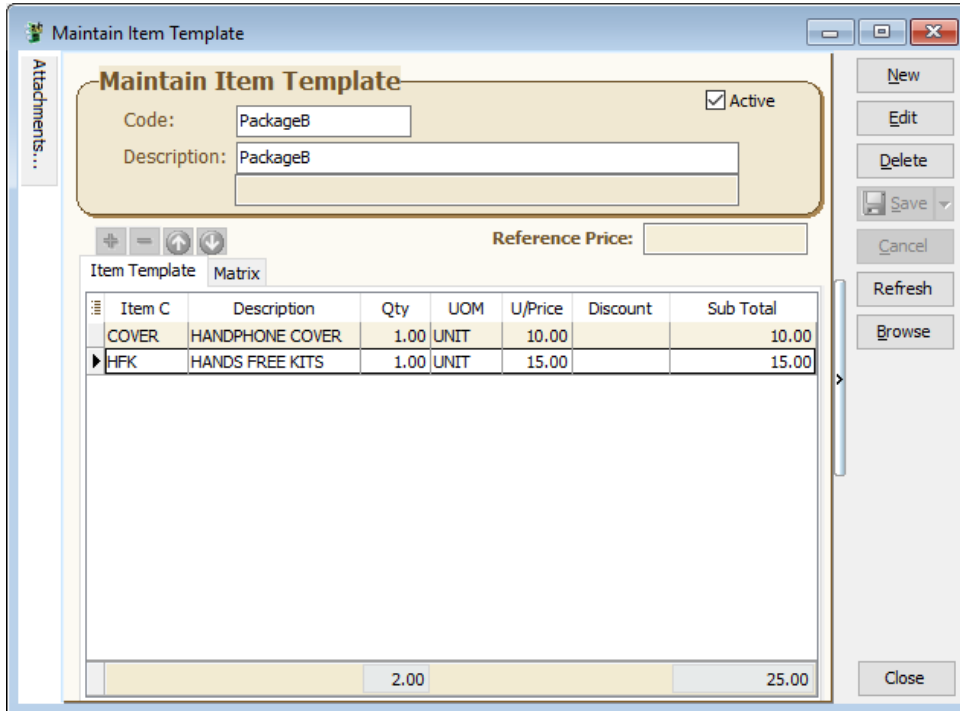 Maintain Item Template
Attachments...
Maintain Item Template
Active
Code: PackageB
Description: PackageB
Reference Price:
Item Template Matrix
Item C Description Qty UOM U/Price Discount Sub Total
COVER HANDPHONE COVER 1.00 UNIT 10.00 10.00
HFK HANDS FREE KITS 1.00 UNIT 15.00 15.00
2.00 25.00
New
Edit
Delete
Save
Cancel
Refresh
Browse
Close